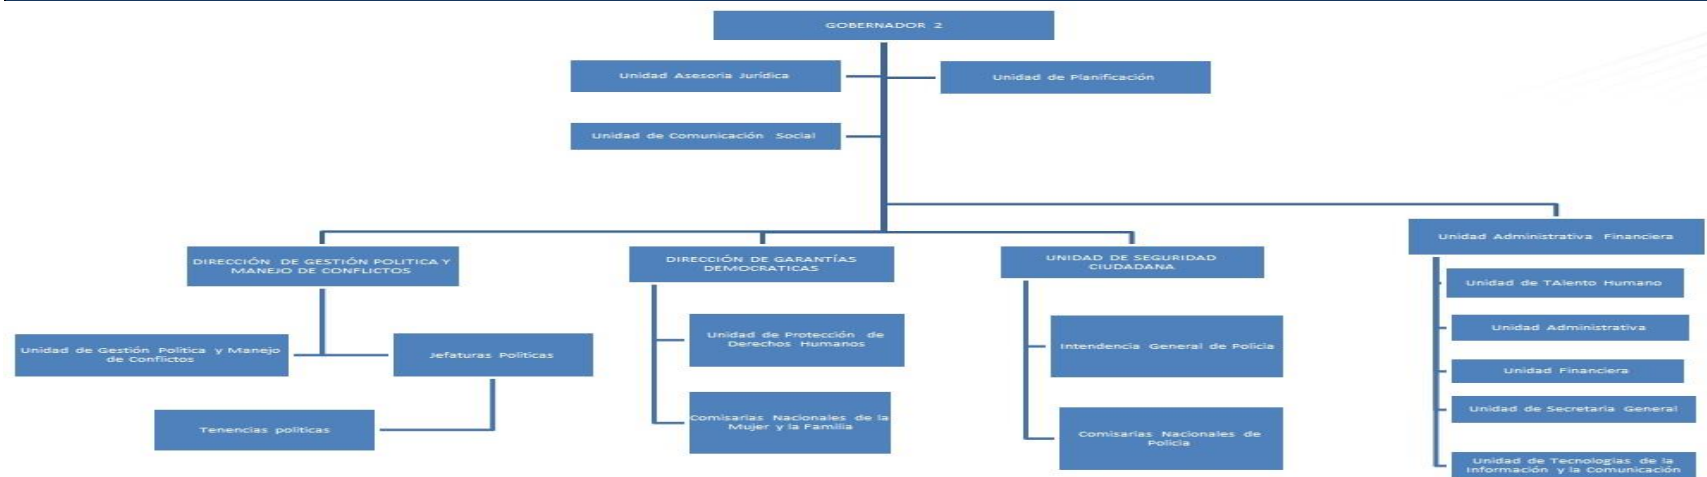 GOBERNADOR 2
Unidad Asesoria Jurídica
Unidad de Planificación
Unidad de Comunicación Social
DIRECCIÓN DE GESTIÓN POLITICA Y
MANEJO DE CONFLICTOS
DIRECCIÓN DE GARANTÍAS
DEMOCRATICAS
UNIDAD DE SEGURIDAD
CIUDADANA
Unidad Administrativa Financiera
Unidad de Gestión Política y Manejo
de Conflictos
Jefaturas Políticas
Tenencias políticas
Unidad de Protección de
Derechos Humanos
Comisarias Nacionales de la
Mujer y la Familia
Intendencia General de Policia
Comisarias Nacionales de
Policia
Unidad de TAlento Humano
Unidad Administrativa
Unidad Financiera
Unidad de Secretaria General
Unidad de Tecnologias de la
Información y la Comunicación